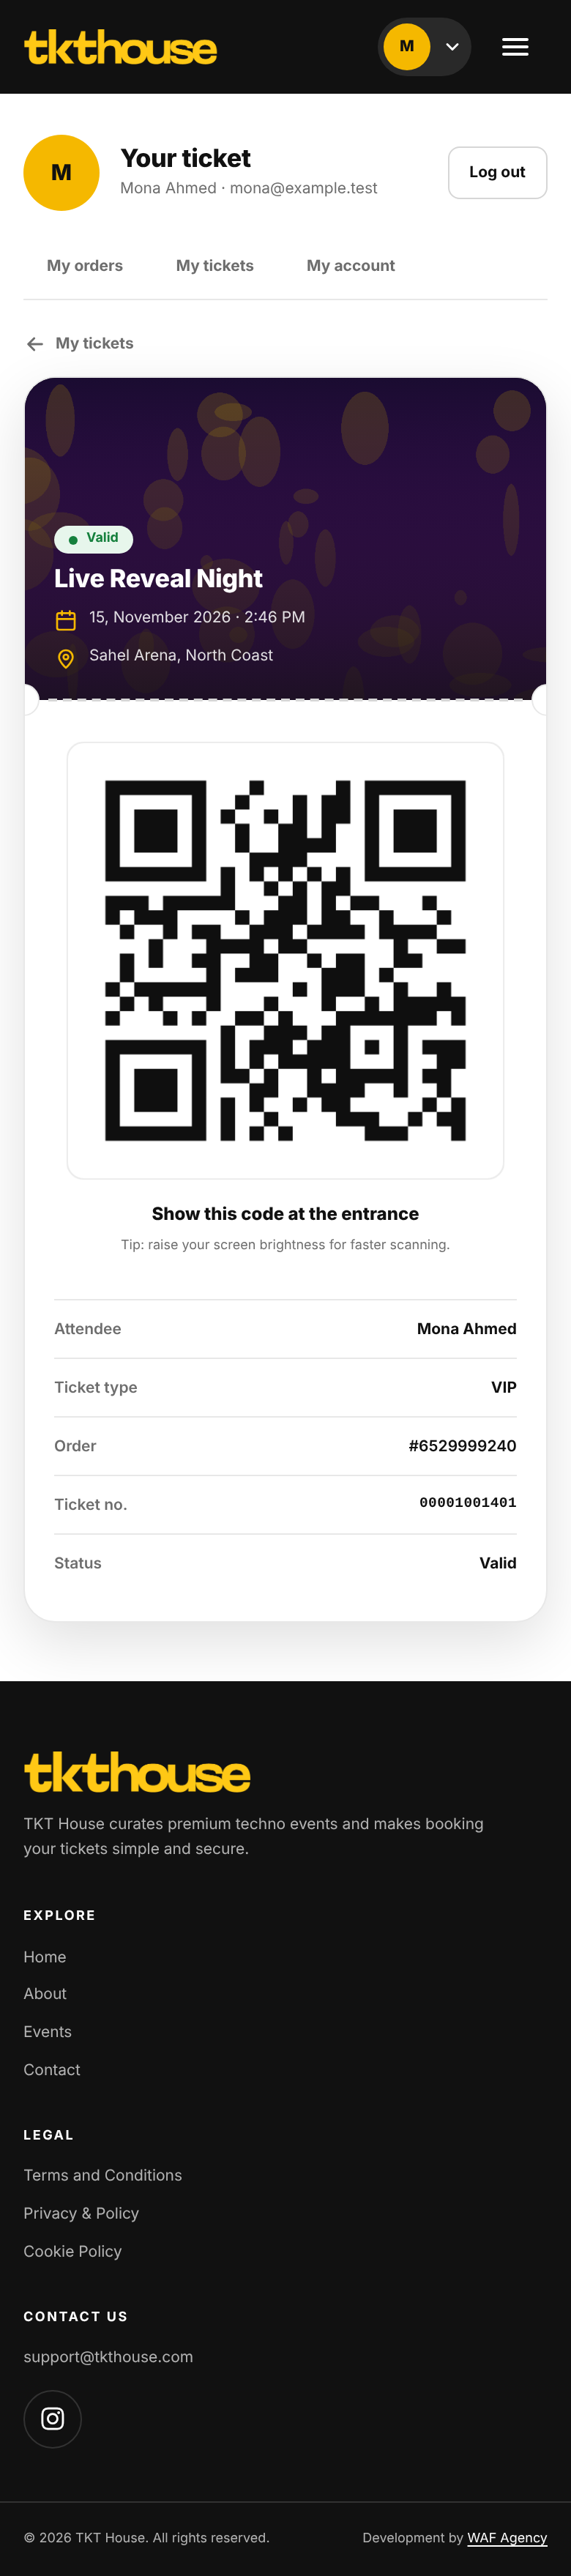 tkthouse
M
M
Your ticket
Mona Ahmed · mona@example.test
Log out
My orders
My tickets
My account
My tickets
Valid
Live Reveal Night
15, November 2026 · 2:46 PM
Sahel Arena, North Coast
Show this code at the entrance
Tip: raise your screen brightness for faster scanning.
Attendee
Mona Ahmed
Ticket type
VIP
Order
#6529999240
Ticket no.
00001001401
Status
Valid
tkthouse
TKT House curates premium techno events and makes booking
your tickets simple and secure.
EXPLORE
Home
About
Events
Contact
LEGAL
Terms and Conditions
Privacy & Policy
Cookie Policy
CONTACT US
support@tkthouse.com
© 2026 TKT House. All rights reserved.
Development by WAF Agency